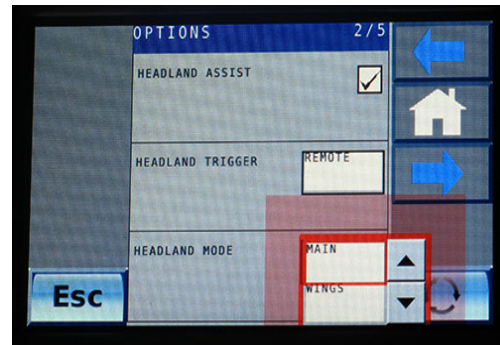 OPTIONS 2/5
HEADLAND ASSIST
HEADLAND TRIGGER REMOTE
HEADLAND MODE MAIN
WINGS
Esc